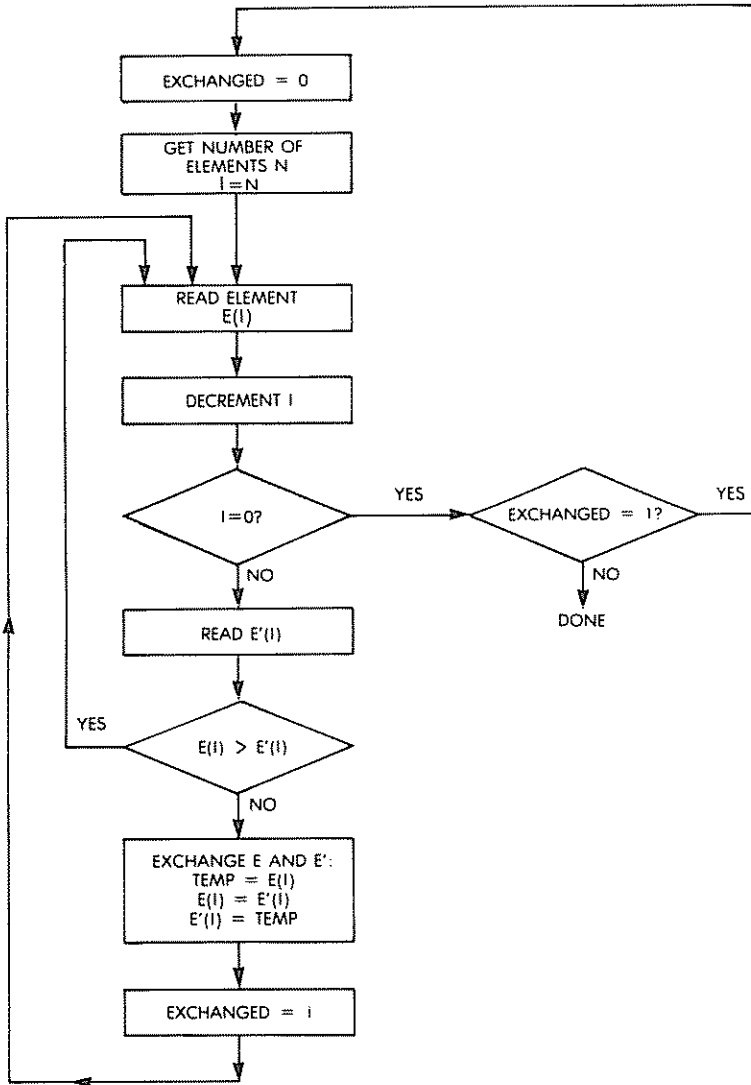 EXCHANGED = 0
GET NUMBER OF
ELEMENTS N
I=N
READ ELEMENT
E(I)
DECREMENT I
I=0?
YES
EXCHANGED = 1?
YES
NO
NO
DONE
READ E'(I)
YES
E(I) > E'(I)
NO
EXCHANGE E AND E':
TEMP = E(I)
E(I) = E'(I)
E'(I) = TEMP
EXCHANGED = i